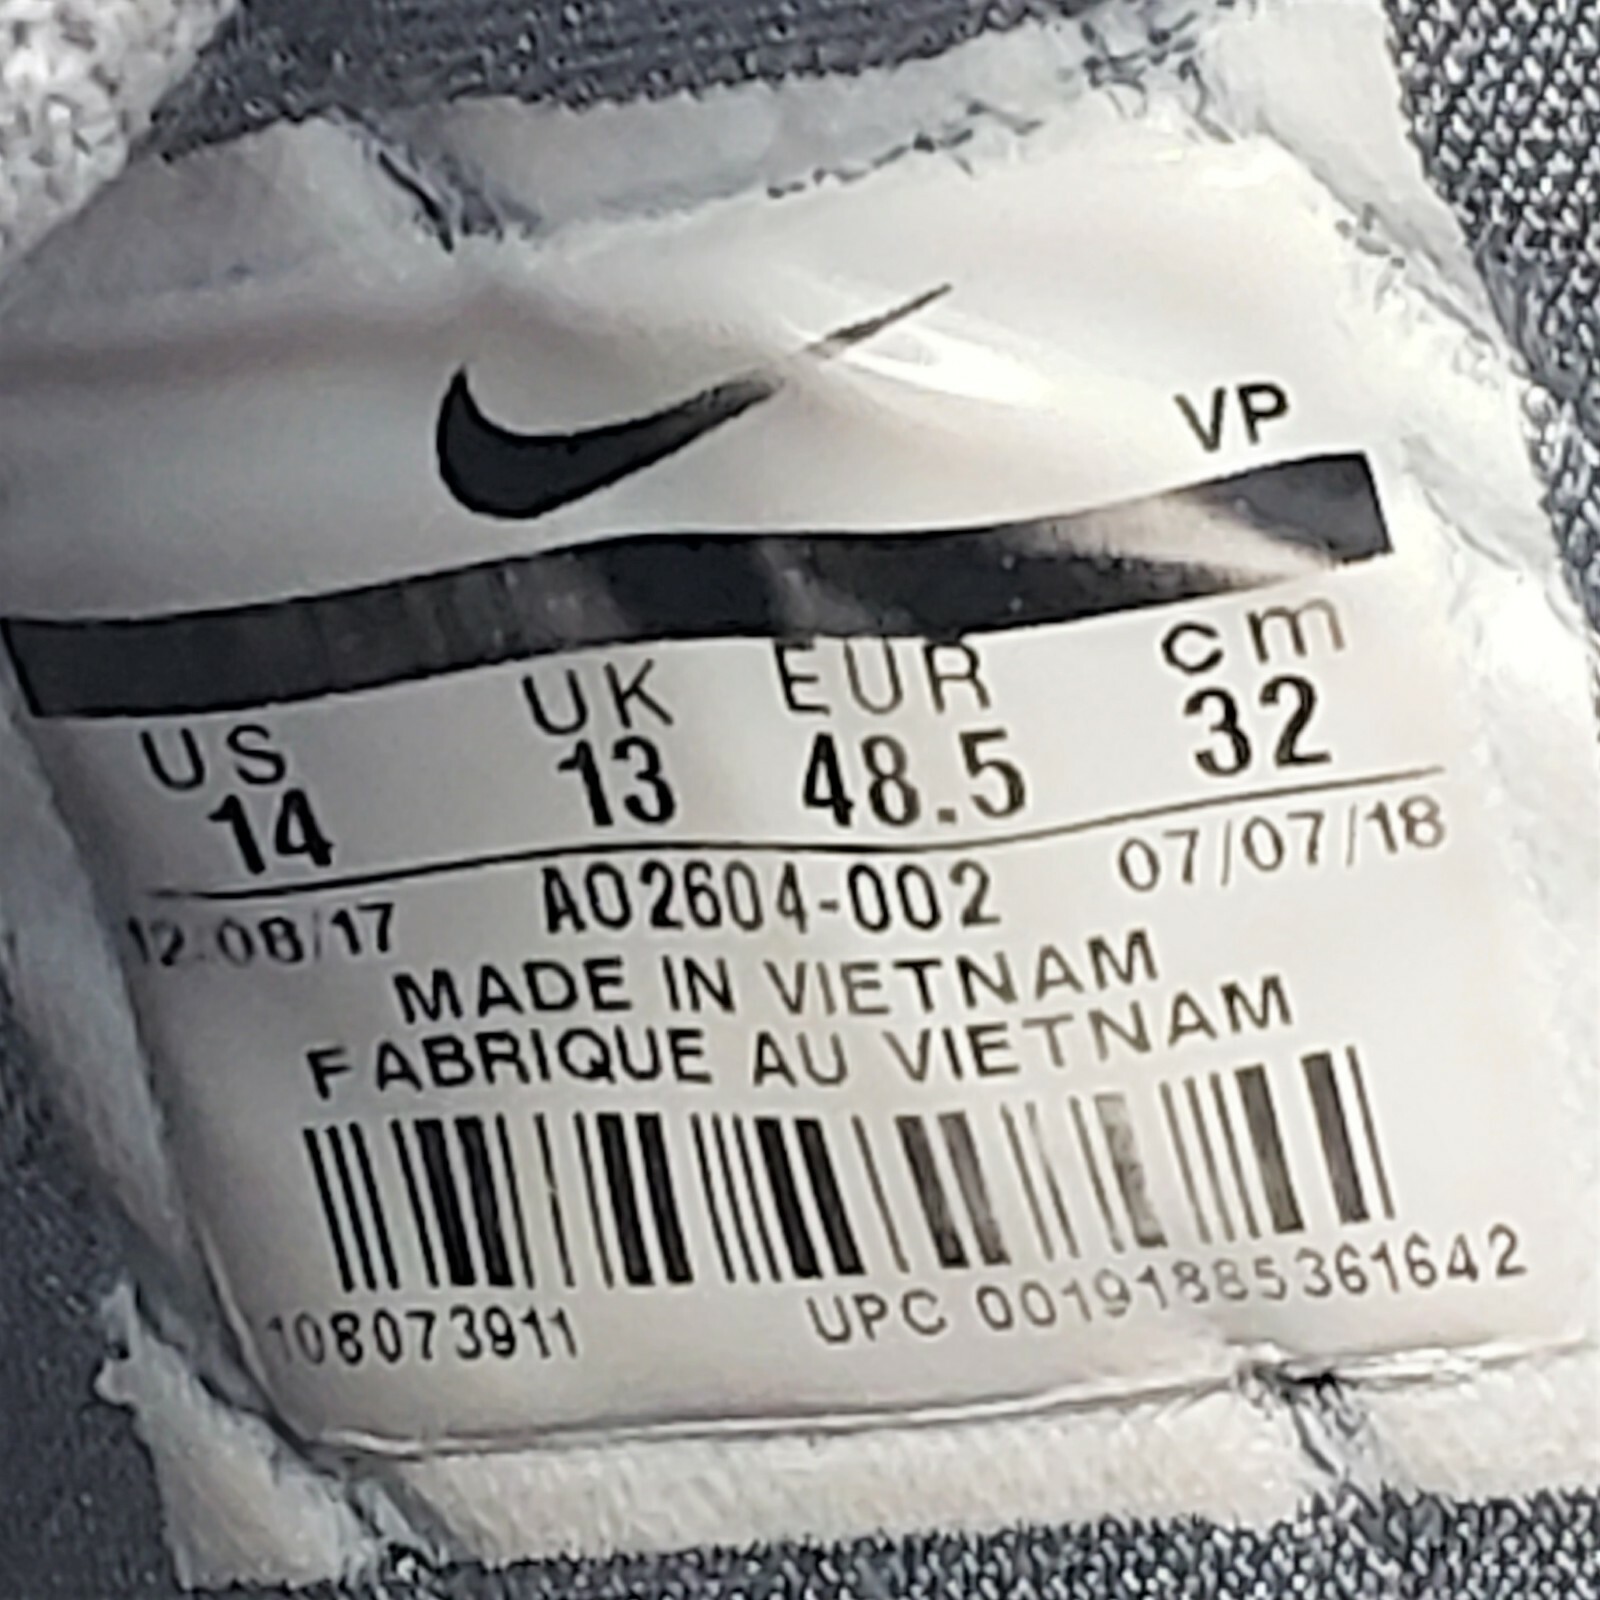 VP
US UK EUR cm
14 13 48.5 32
12/08/17 AO2604-002 07/07/18
MADE IN VIETNAM
FABRIQUE AU VIETNAM
108073911 UPC 00191885361642